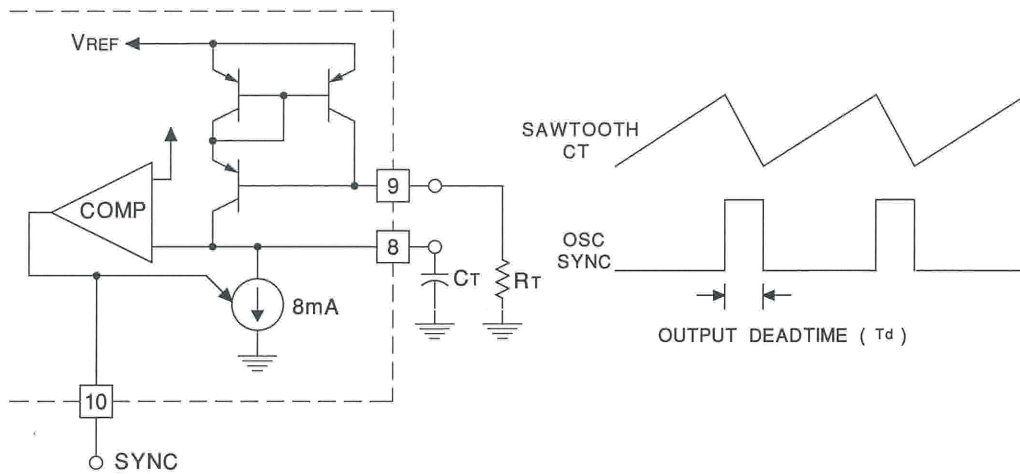 VREF
COMP
9
8
CT
RT
8mA
10
SYNC
SAWTOOTH
CT
OSC
SYNC
OUTPUT DEADTIME ( Td )